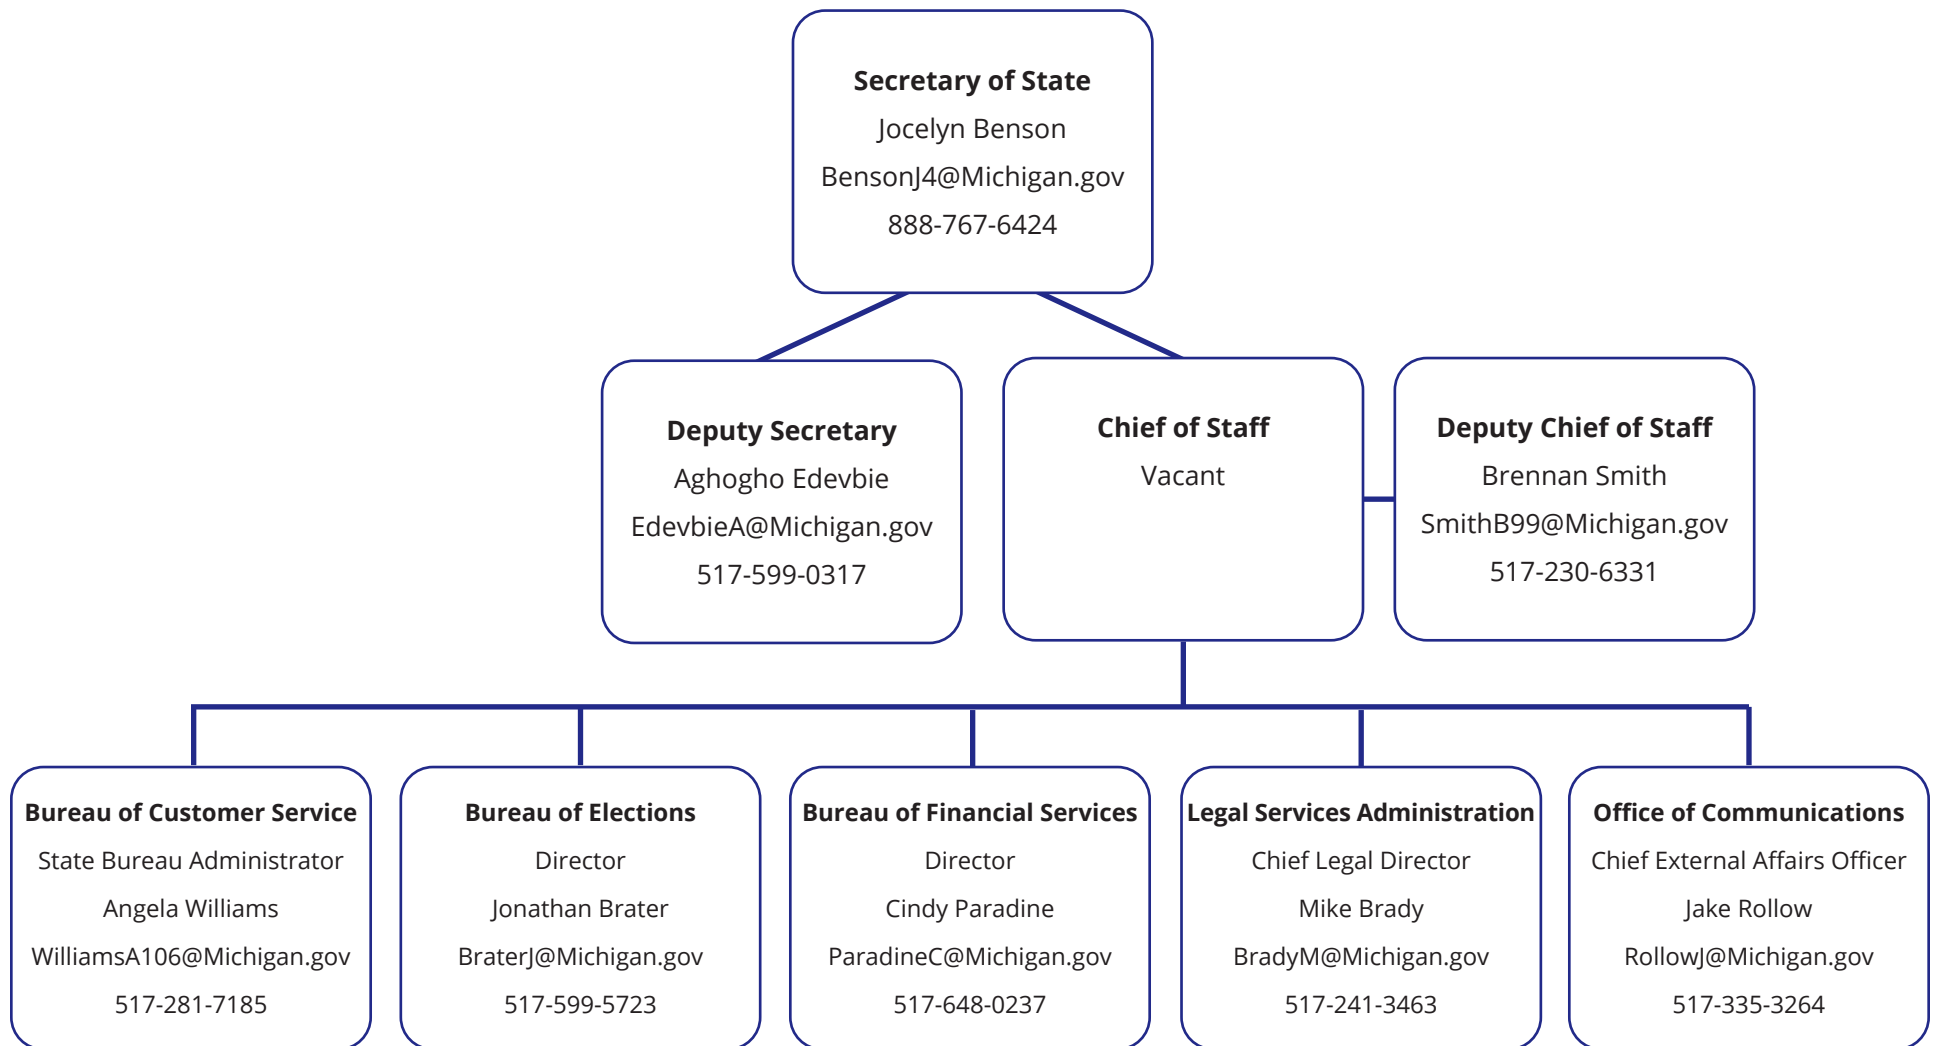 Secretary of State
Jocelyn Benson
BensonJ4@Michigan.gov
888-767-6424
Deputy Secretary
Aghogho Edevbie
EdevbieA@Michigan.gov
517-599-0317
Chief of Staff
Vacant
Deputy Chief of Staff
Brennan Smith
SmithB99@Michigan.gov
517-230-6331
Bureau of Customer Service
State Bureau Administrator
Angela Williams
WilliamsA106@Michigan.gov
517-281-7185
Bureau of Elections
Director
Jonathan Brater
BraterJ@Michigan.gov
517-599-5723
Bureau of Financial Services
Director
Cindy Paradine
ParadineC@Michigan.gov
517-648-0237
Legal Services Administration
Chief Legal Director
Mike Brady
BradyM@Michigan.gov
517-241-3463
Office of Communications
Chief External Affairs Officer
Jake Rollow
RollowJ@Michigan.gov
517-335-3264